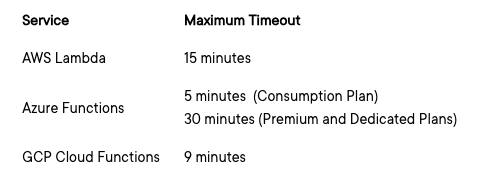 Service Maximum Timeout
AWS Lambda 15 minutes
Azure Functions 5 minutes (Consumption Plan)
30 minutes (Premium and Dedicated Plans)
GCP Cloud Functions 9 minutes